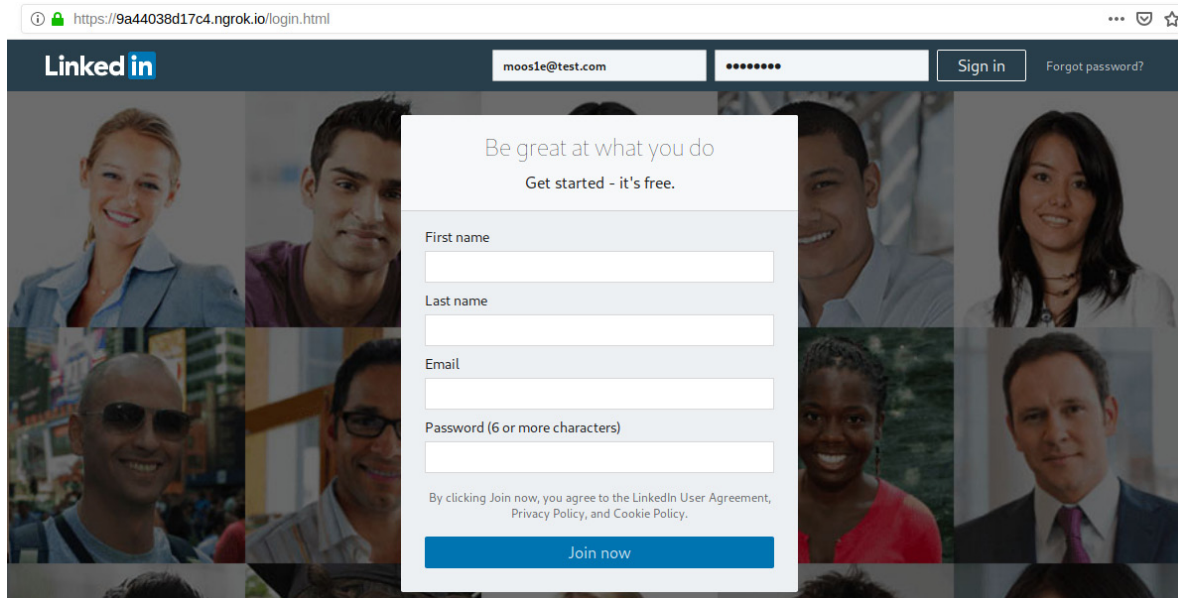 https://9a44038d17c4.ngrok.io/login.html
Linked in moos1e@test.com •••••••• Sign in Forgot password?
Be great at what you do
Get started - it's free.
First name
Last name
Email
Password (6 or more characters)
By clicking Join now, you agree to the LinkedIn User Agreement,
Privacy Policy, and Cookie Policy.
Join now